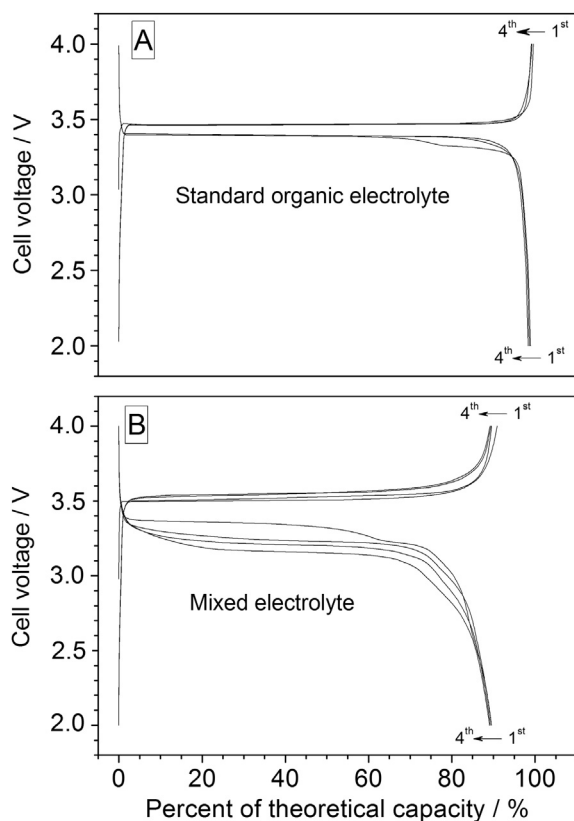 A
4th ← 1st
4.0
3.5
3.0
2.5
2.0
Cell voltage / V
Standard organic electrolyte
4th ← 1st
B
4th ← 1st
4.0
3.5
3.0
2.5
2.0
Cell voltage / V
Mixed electrolyte
4th ← 1st
0 20 40 60 80 100
Percent of theoretical capacity / %